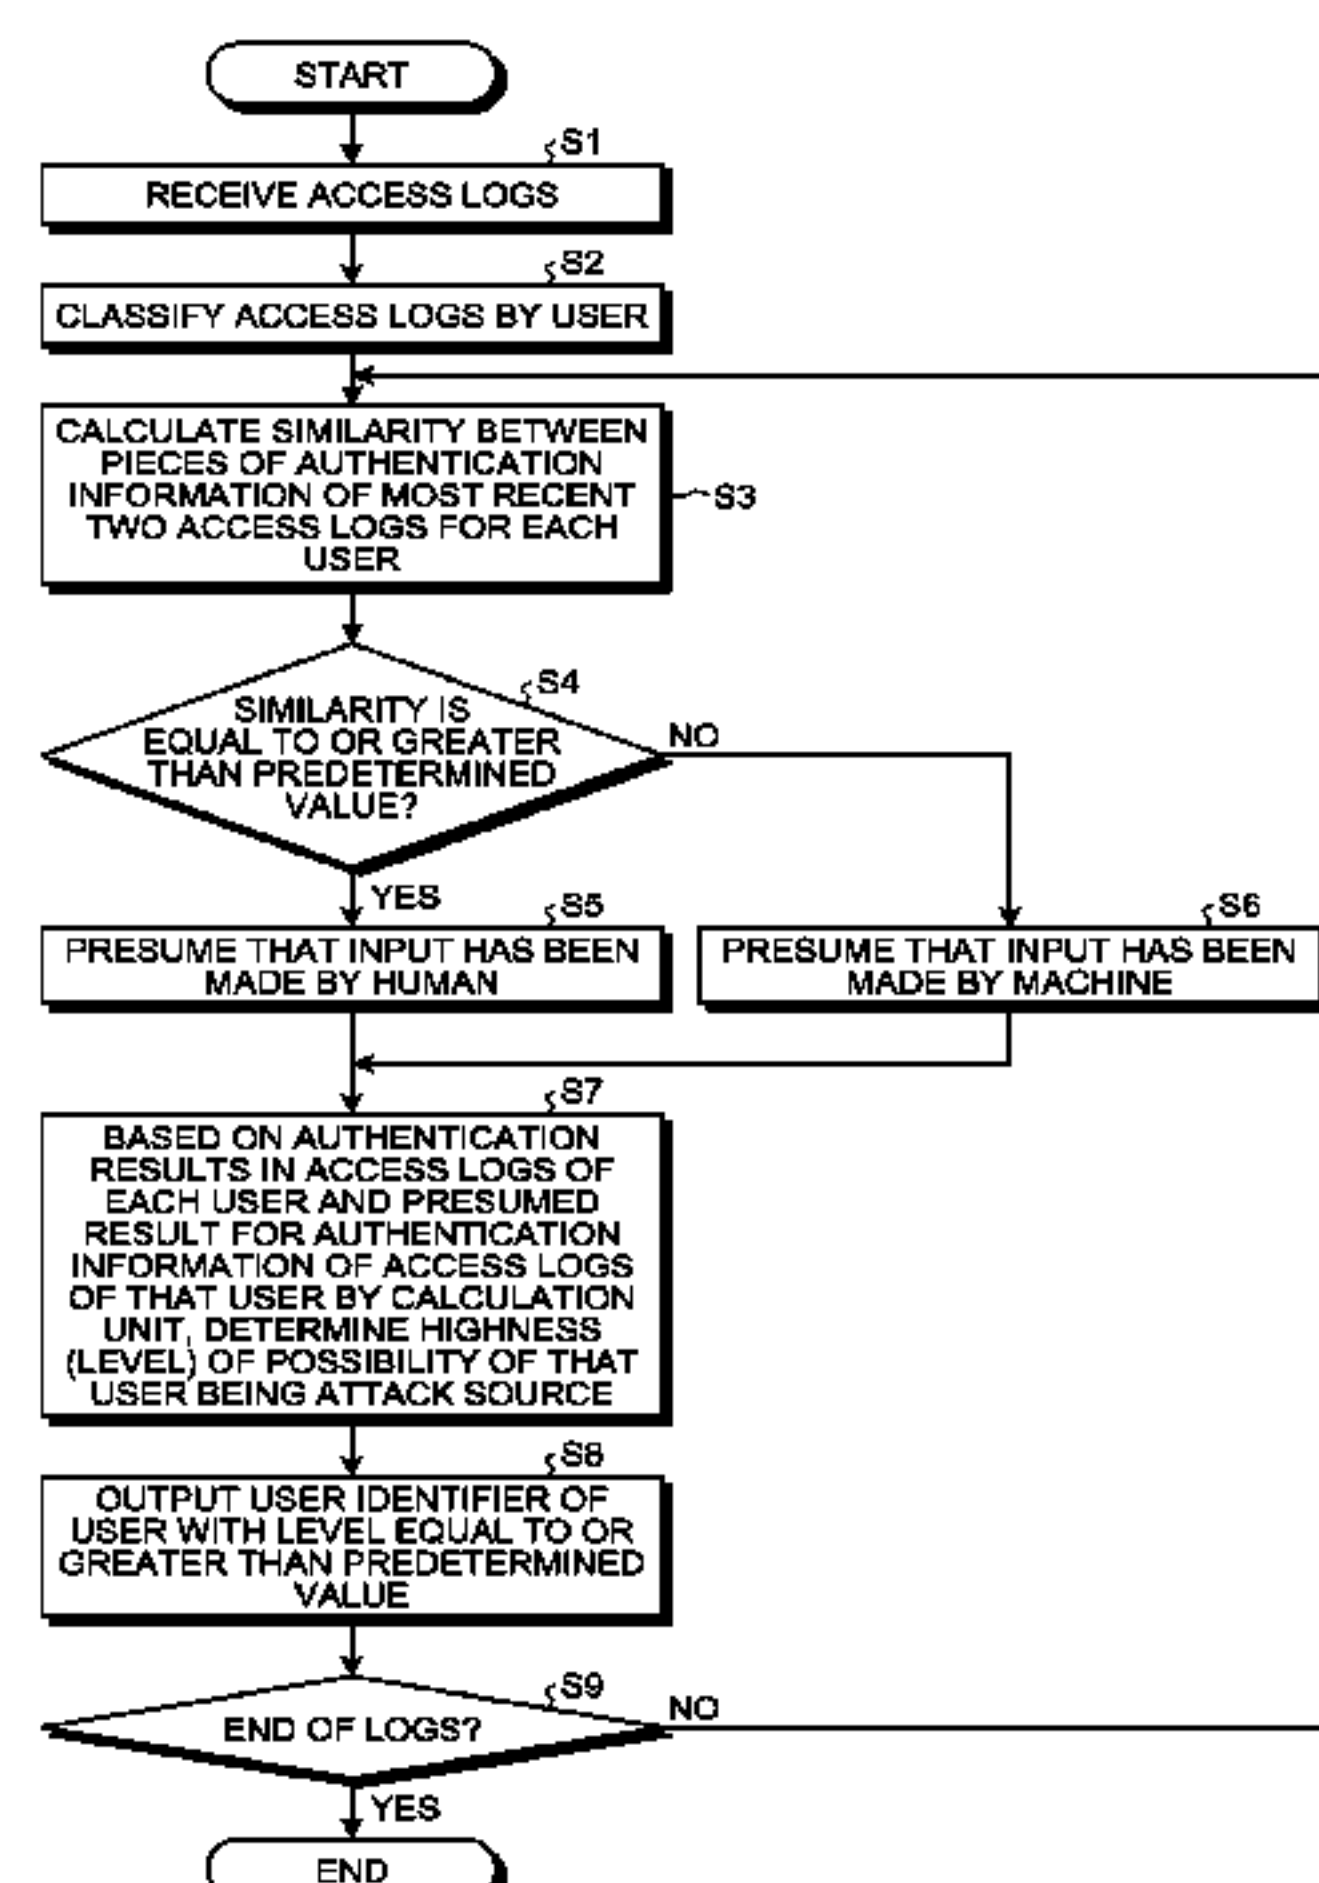 START
S1
RECEIVE ACCESS LOGS
S2
CLASSIFY ACCESS LOGS BY USER
CALCULATE SIMILARITY BETWEEN
PIECES OF AUTHENTICATION
INFORMATION OF MOST RECENT
TWO ACCESS LOGS FOR EACH
USER
S3
S4
SIMILARITY IS
EQUAL TO OR GREATER
THAN PREDETERMINED
VALUE?
NO
YES
S5
PRESUME THAT INPUT HAS BEEN
MADE BY HUMAN
S6
PRESUME THAT INPUT HAS BEEN
MADE BY MACHINE
S7
BASED ON AUTHENTICATION
RESULTS IN ACCESS LOGS OF
EACH USER AND PRESUMED
RESULT FOR AUTHENTICATION
INFORMATION OF ACCESS LOGS
OF THAT USER BY CALCULATION
UNIT, DETERMINE HIGHNESS
(LEVEL) OF POSSIBILITY OF THAT
USER BEING ATTACK SOURCE
S8
OUTPUT USER IDENTIFIER OF
USER WITH LEVEL EQUAL TO OR
GREATER THAN PREDETERMINED
VALUE
S9
END OF LOGS?
NO
YES
END